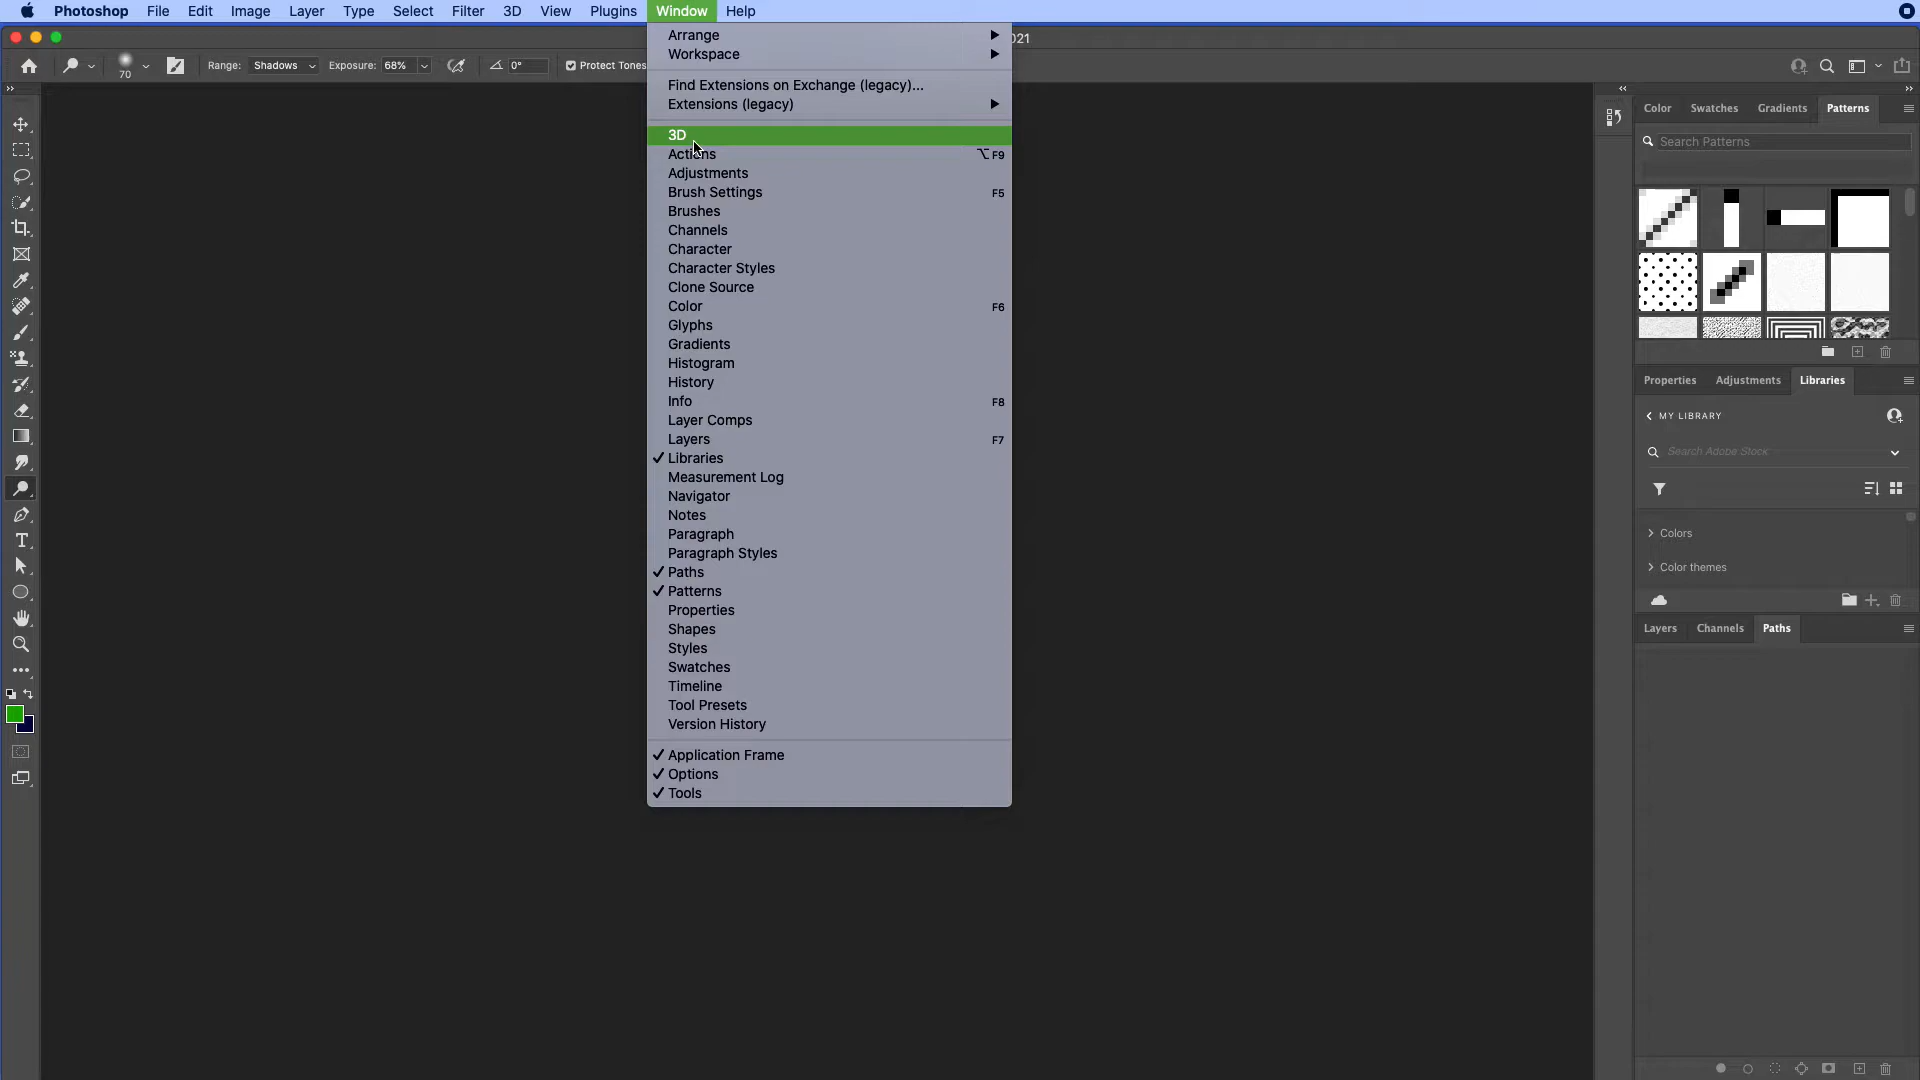 Photoshop File Edit Image Layer Type Select Filter 3D View Plugins Window Help
021
70 Range: Shadows Exposure: 68% 0° Protect Tones
Arrange
Workspace
Find Extensions on Exchange (legacy)...
Extensions (legacy)
3D
Actions ⌥F9
Adjustments
Brush Settings F5
Brushes
Channels
Character
Character Styles
Clone Source
Color F6
Glyphs
Gradients
Histogram
History
Info F8
Layer Comps
Layers F7
Libraries
Measurement Log
Navigator
Notes
Paragraph
Paragraph Styles
Paths
Patterns
Properties
Shapes
Styles
Swatches
Timeline
Tool Presets
Version History
Application Frame
Options
Tools
Color Swatches Gradients Patterns
Search Patterns
Properties Adjustments Libraries
MY LIBRARY
Search Adobe Stock
Colors
Color themes
Layers Channels Paths